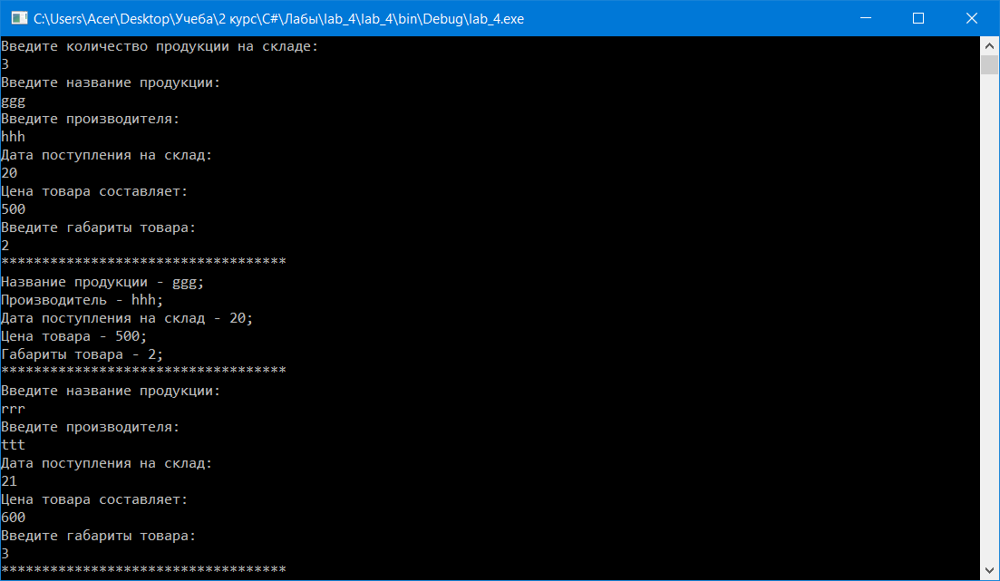 C:\Users\Acer\Desktop\Учеба\2 курс\C#\Лабы\lab_4\lab_4\bin\Debug\lab_4.exe
Введите количество продукции на складе:
3
Введите название продукции:
ggg
Введите производителя:
hhh
Дата поступления на склад:
20
Цена товара составляет:
500
Введите габариты товара:
2
***********************************
Название продукции - ggg;
Производитель - hhh;
Дата поступления на склад - 20;
Цена товара - 500;
Габариты товара - 2;
***********************************
Введите название продукции:
rrr
Введите производителя:
ttt
Дата поступления на склад:
21
Цена товара составляет:
600
Введите габариты товара:
3
***********************************